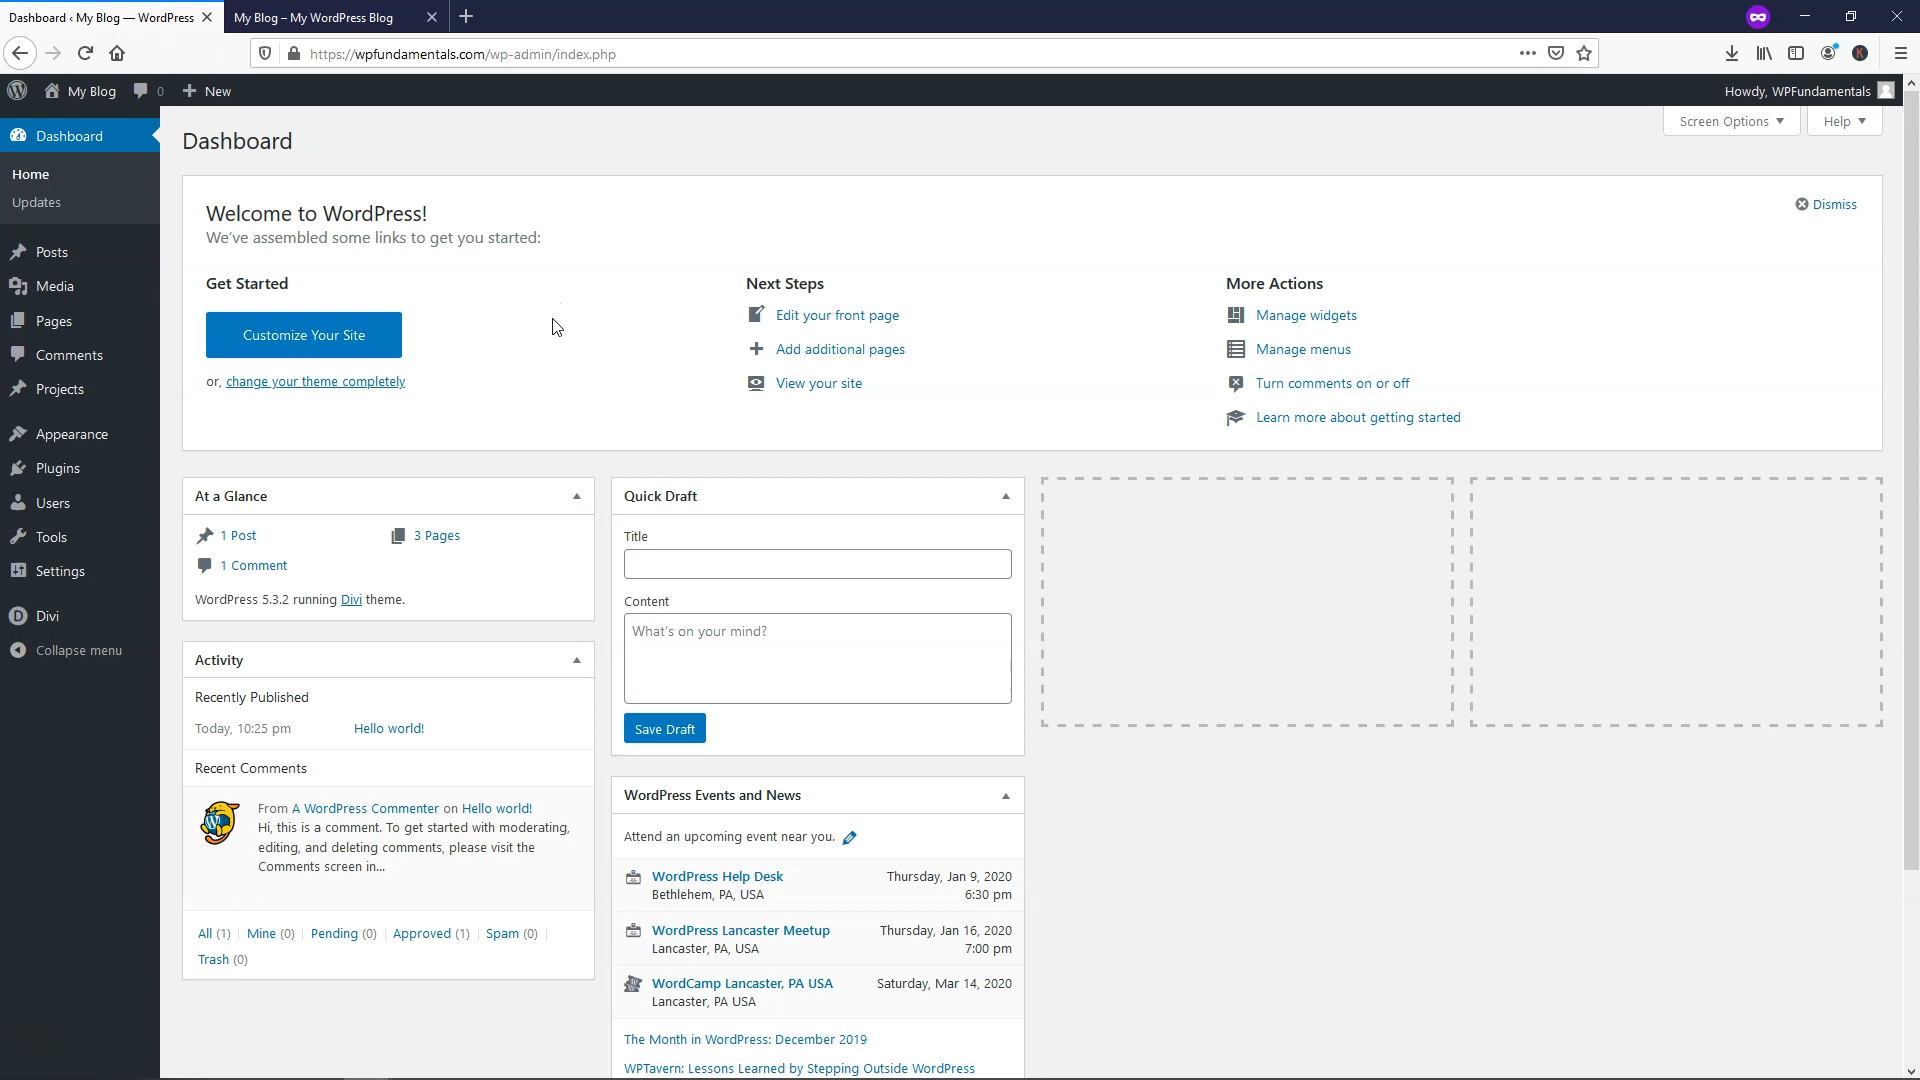 Dashboard ‹ My Blog — WordPress
My Blog – My WordPress Blog
https://wpfundamentals.com/wp-admin/index.php
K
My Blog
0
New
Howdy, WPFundamentals
Dashboard
Home
Updates
Posts
Media
Pages
Comments
Projects
Appearance
Plugins
Users
Tools
Settings
D
Divi
Collapse menu
Dashboard
Screen Options
Help
Welcome to WordPress!
We've assembled some links to get you started:
Dismiss
Get Started
Customize Your Site
or, change your theme completely
Next Steps
Edit your front page
Add additional pages
View your site
More Actions
Manage widgets
Manage menus
Turn comments on or off
Learn more about getting started
At a Glance
1 Post
3 Pages
1 Comment
WordPress 5.3.2 running Divi theme.
Activity
Recently Published
Today, 10:25 pm Hello world!
Recent Comments
From A WordPress Commenter on Hello world!
Hi, this is a comment. To get started with moderating,
editing, and deleting comments, please visit the
Comments screen in...
All (1) | Mine (0) | Pending (0) | Approved (1) | Spam (0) |
Trash (0)
Quick Draft
Title
Content
What's on your mind?
Save Draft
WordPress Events and News
Attend an upcoming event near you.
WordPress Help Desk Thursday, Jan 9, 2020
Bethlehem, PA, USA 6:30 pm
WordPress Lancaster Meetup Thursday, Jan 16, 2020
Lancaster, PA, USA 7:00 pm
WordCamp Lancaster, PA USA Saturday, Mar 14, 2020
Lancaster, PA USA
The Month in WordPress: December 2019
WPTavern: Lessons Learned by Stepping Outside WordPress